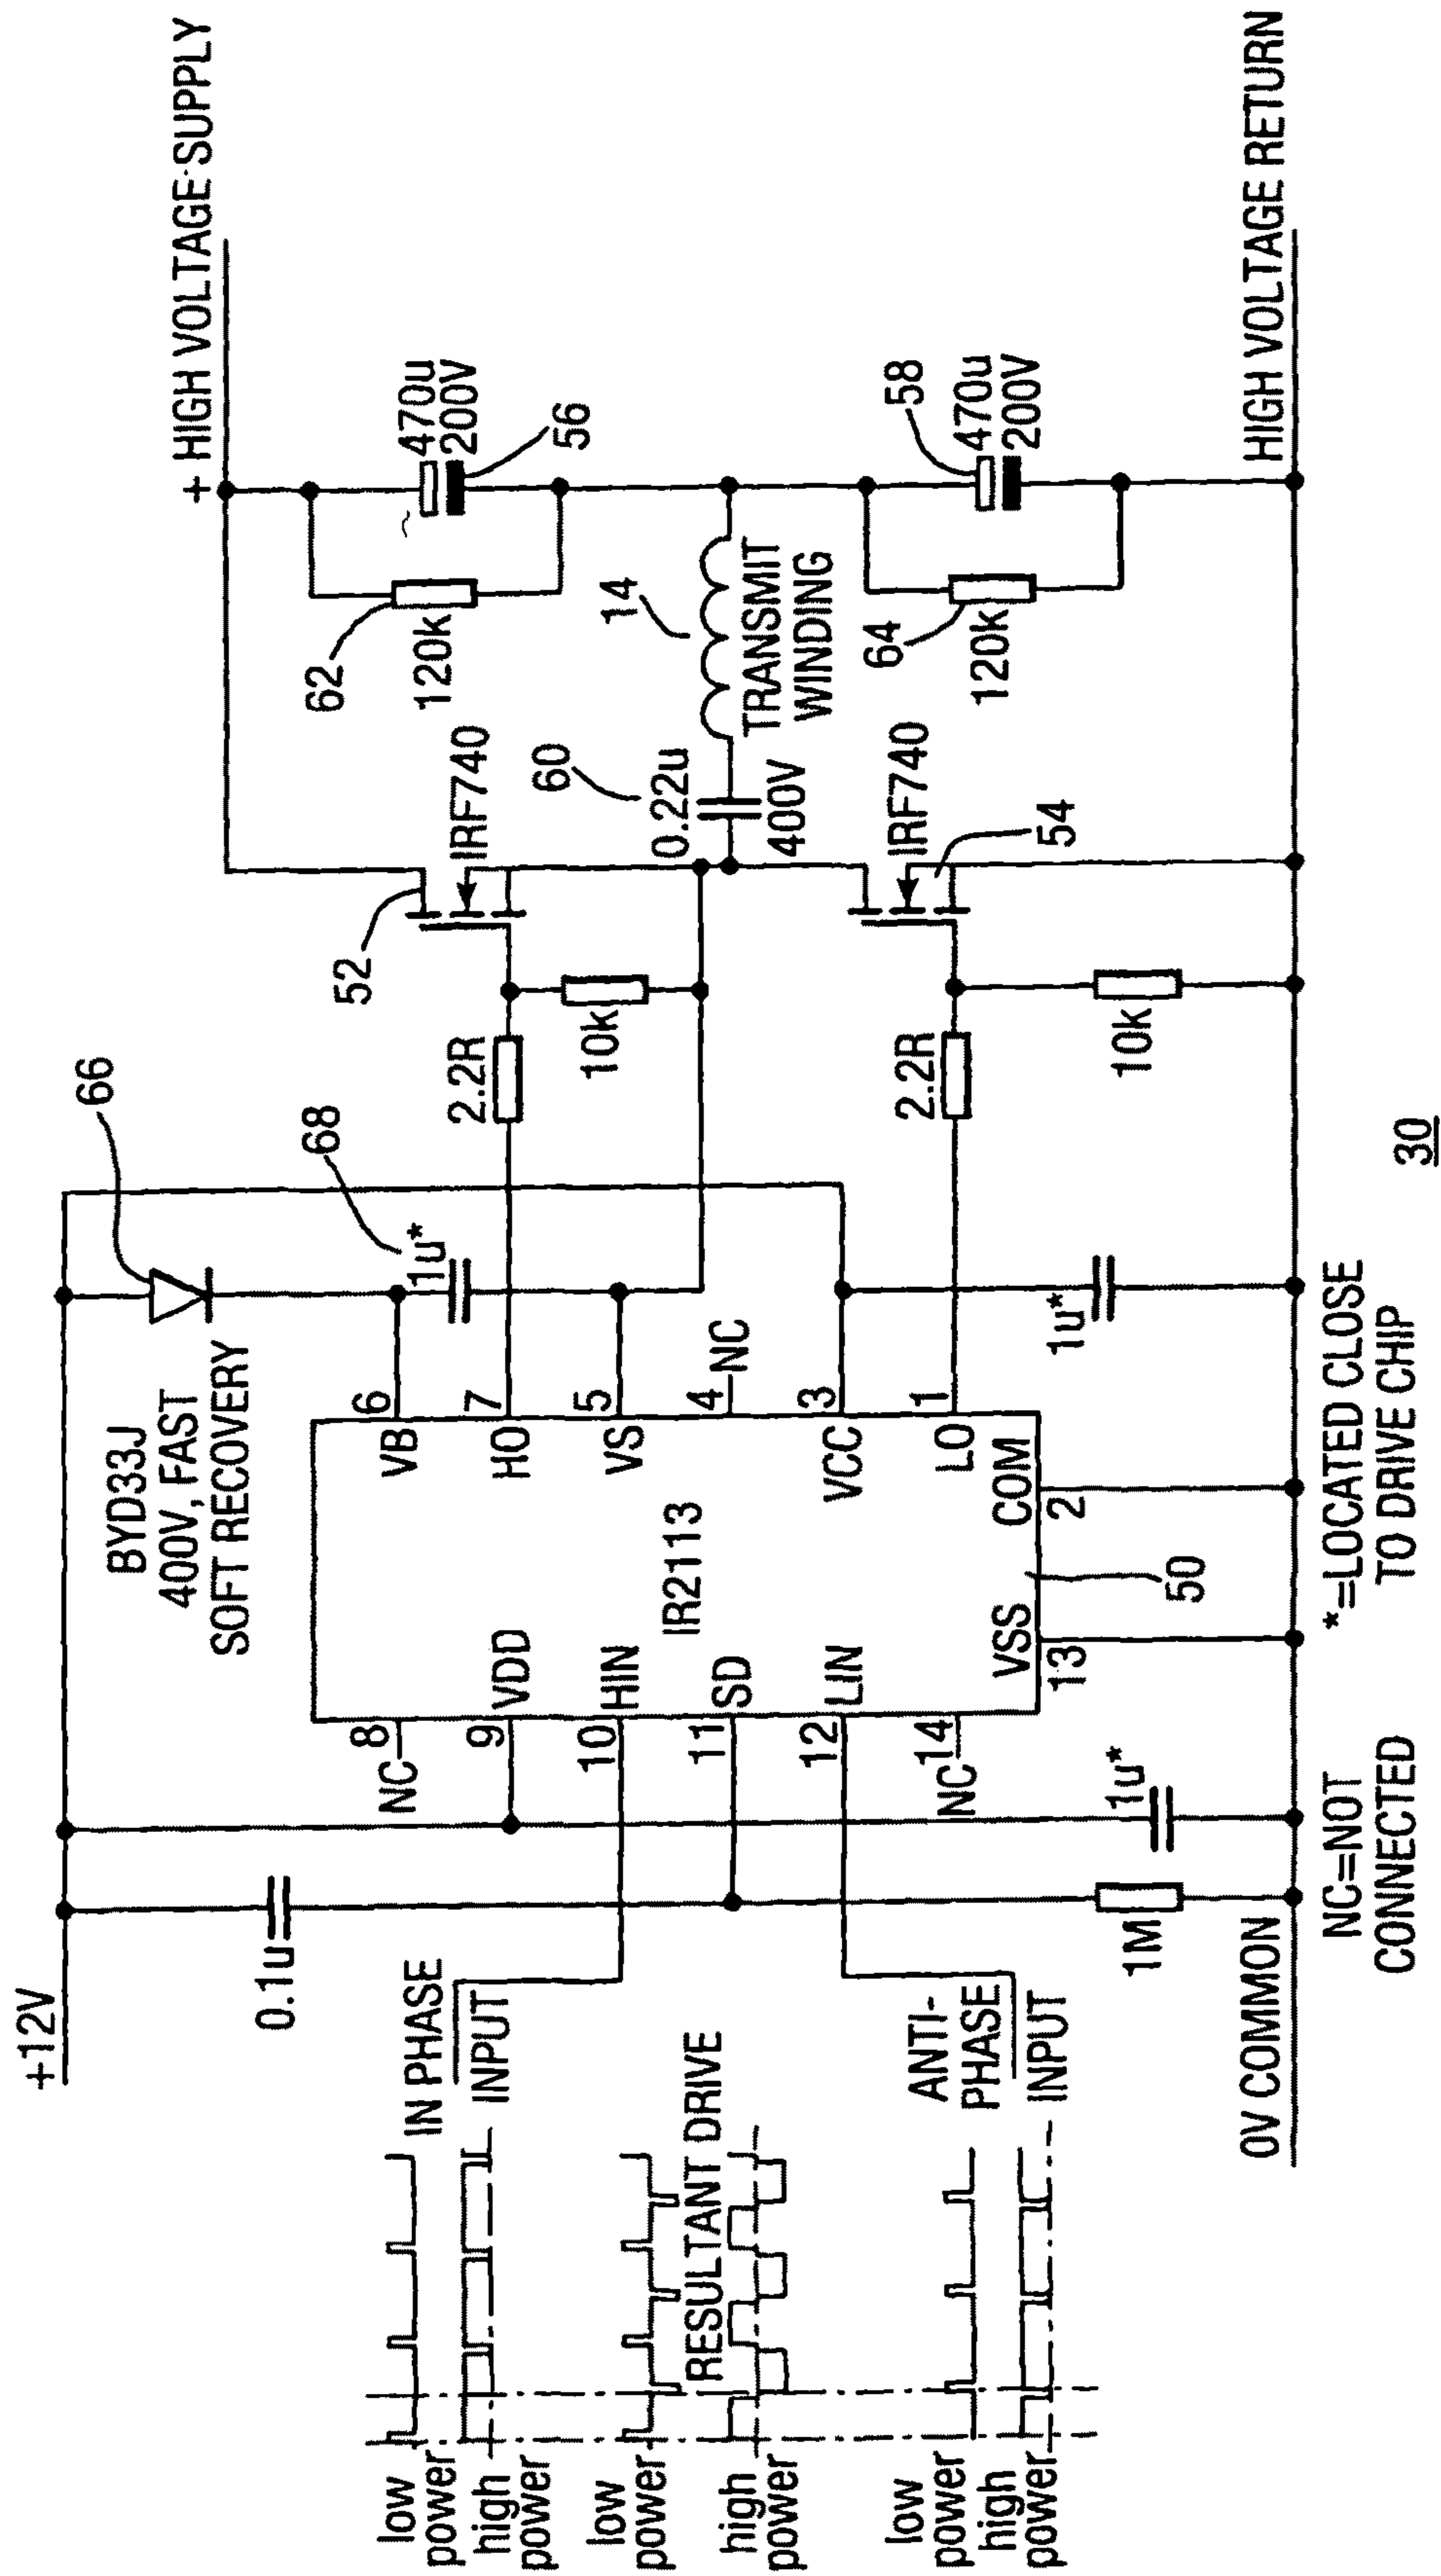 +12V
0.1u
BYD33J
400V, FAST
SOFT RECOVERY
66
68
1u*
+ HIGH VOLTAGE SUPPLY
470u
200V
56
62
120k
52
IRF740
2.2R
10k
60
0.22u
400V
14
TRANSMIT
WINDING
58
470u
200V
64
120k
IRF740
54
2.2R
10k
HIGH VOLTAGE RETURN
low
power
high
power
IN PHASE
INPUT
low
power
high
power
RESULTANT DRIVE
low
power
high
power
ANTI-
PHASE
INPUT
NC
8
9
VDD
10
HIN
11
SD
12
LIN
NC
14
VSS
13
IR2113
VB
6
HO
7
VS
5
4
NC
VCC
3
LO
1
COM
2
50
1u*
1u*
1M
0V COMMON
NC=NOT
CONNECTED
*=LOCATED CLOSE
TO DRIVE CHIP
30